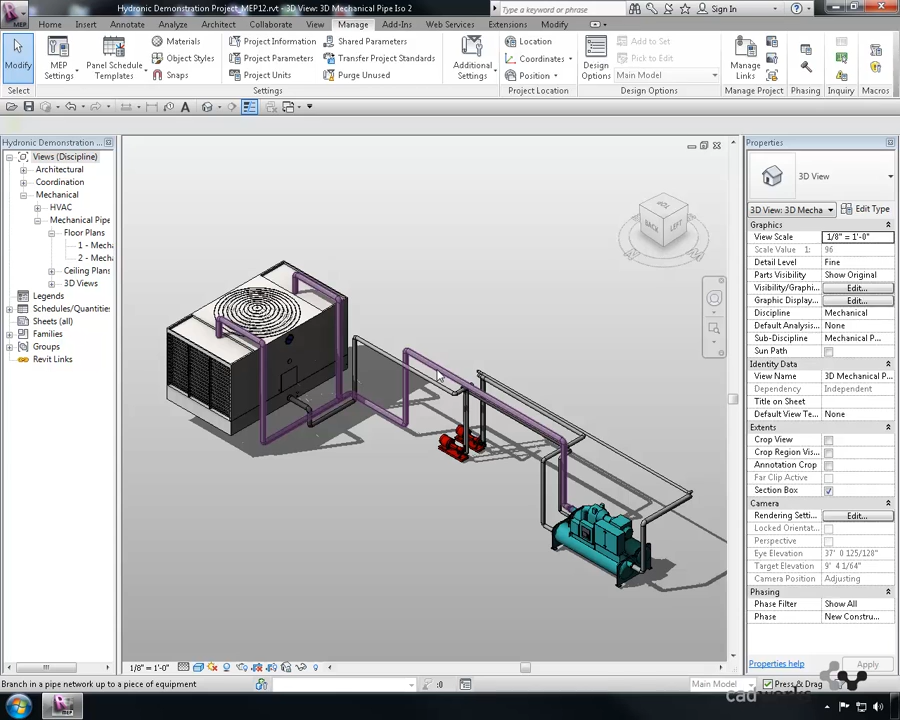 Hydronic Demonstration Project_MEP12.rvt - 3D View: 3D Mechanical Pipe Iso 2
Type a keyword or phrase
Sign In
Home Insert Annotate Analyze Architect Collaborate View Manage Add-Ins Web Services Extensions Modify
Modify
MEP Settings
Panel Schedule Templates
Materials
Object Styles
Snaps
Project Information
Project Parameters
Project Units
Shared Parameters
Transfer Project Standards
Purge Unused
Additional Settings
Location
Coordinates
Position
Design Options
Add to Set
Pick to Edit
Main Model
Manage Links
Select Settings Project Location Design Options Manage Project Phasing Inquiry Macros
Hydronic Demonstration...
Views (Discipline)
Architectural
Coordination
Mechanical
HVAC
Mechanical Pipe
Floor Plans
1 - Mech
2 - Mech
Ceiling Plans
3D Views
Legends
Schedules/Quantities
Sheets (all)
Families
Groups
Revit Links
TOP
BACK
LEFT
Properties
3D View
3D View: 3D Mecha
Edit Type
Graphics
View Scale 1/8" = 1'-0"
Scale Value 1: 96
Detail Level Fine
Parts Visibility Show Original
Visibility/Graphi... Edit...
Graphic Display... Edit...
Discipline Mechanical
Default Analysis... None
Sub-Discipline Mechanical P...
Sun Path
Identity Data
View Name 3D Mechanical P...
Dependency Independent
Title on Sheet
Default View Te... None
Extents
Crop View
Crop Region Vis...
Annotation Crop
Far Clip Active
Section Box
Camera
Rendering Setti... Edit...
Locked Orientat...
Perspective
Eye Elevation 37' 0 125/128"
Target Elevation 9' 4 1/64"
Camera Position Adjusting
Phasing
Phase Filter Show All
Phase New Constru...
Properties help
Apply
1/8" = 1'-0"
Branch in a pipe network up to a piece of equipment
:0
Main Model
Press & Drag
cadworks